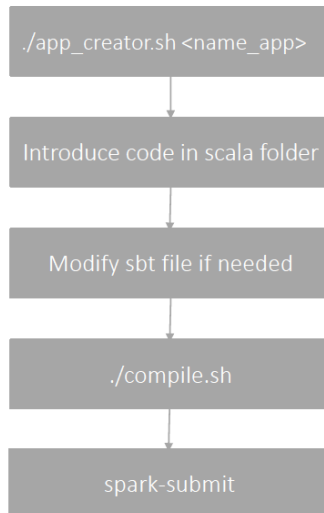 ./app_creator.sh <name_app>
Introduce code in scala folder
Modify sbt file if needed
./compile.sh
spark-submit